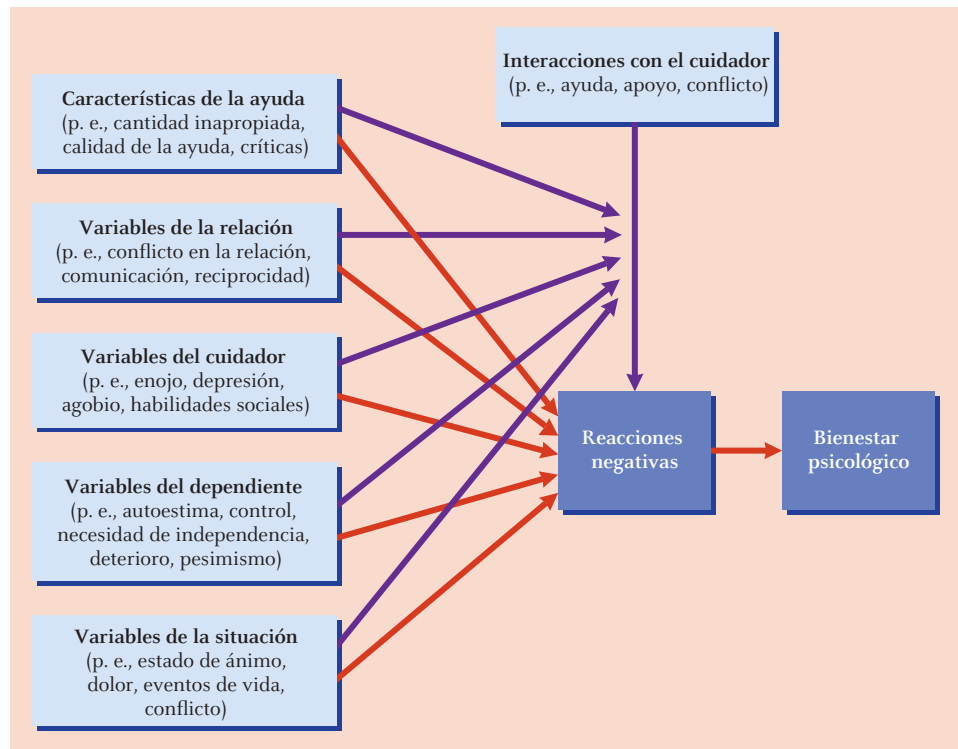 Interacciones con el cuidador
(p. e., ayuda, apoyo, conflicto)
Características de la ayuda
(p. e., cantidad inapropiada,
calidad de la ayuda, críticas)
Variables de la relación
(p. e., conflicto en la relación,
comunicación, reciprocidad)
Variables del cuidador
(p. e., enojo, depresión,
agobio, habilidades sociales)
Variables del dependiente
(p. e., autoestima, control,
necesidad de independencia,
deterioro, pesimismo)
Variables de la situación
(p. e., estado de ánimo,
dolor, eventos de vida,
conflicto)
Reacciones
negativas
Bienestar
psicológico